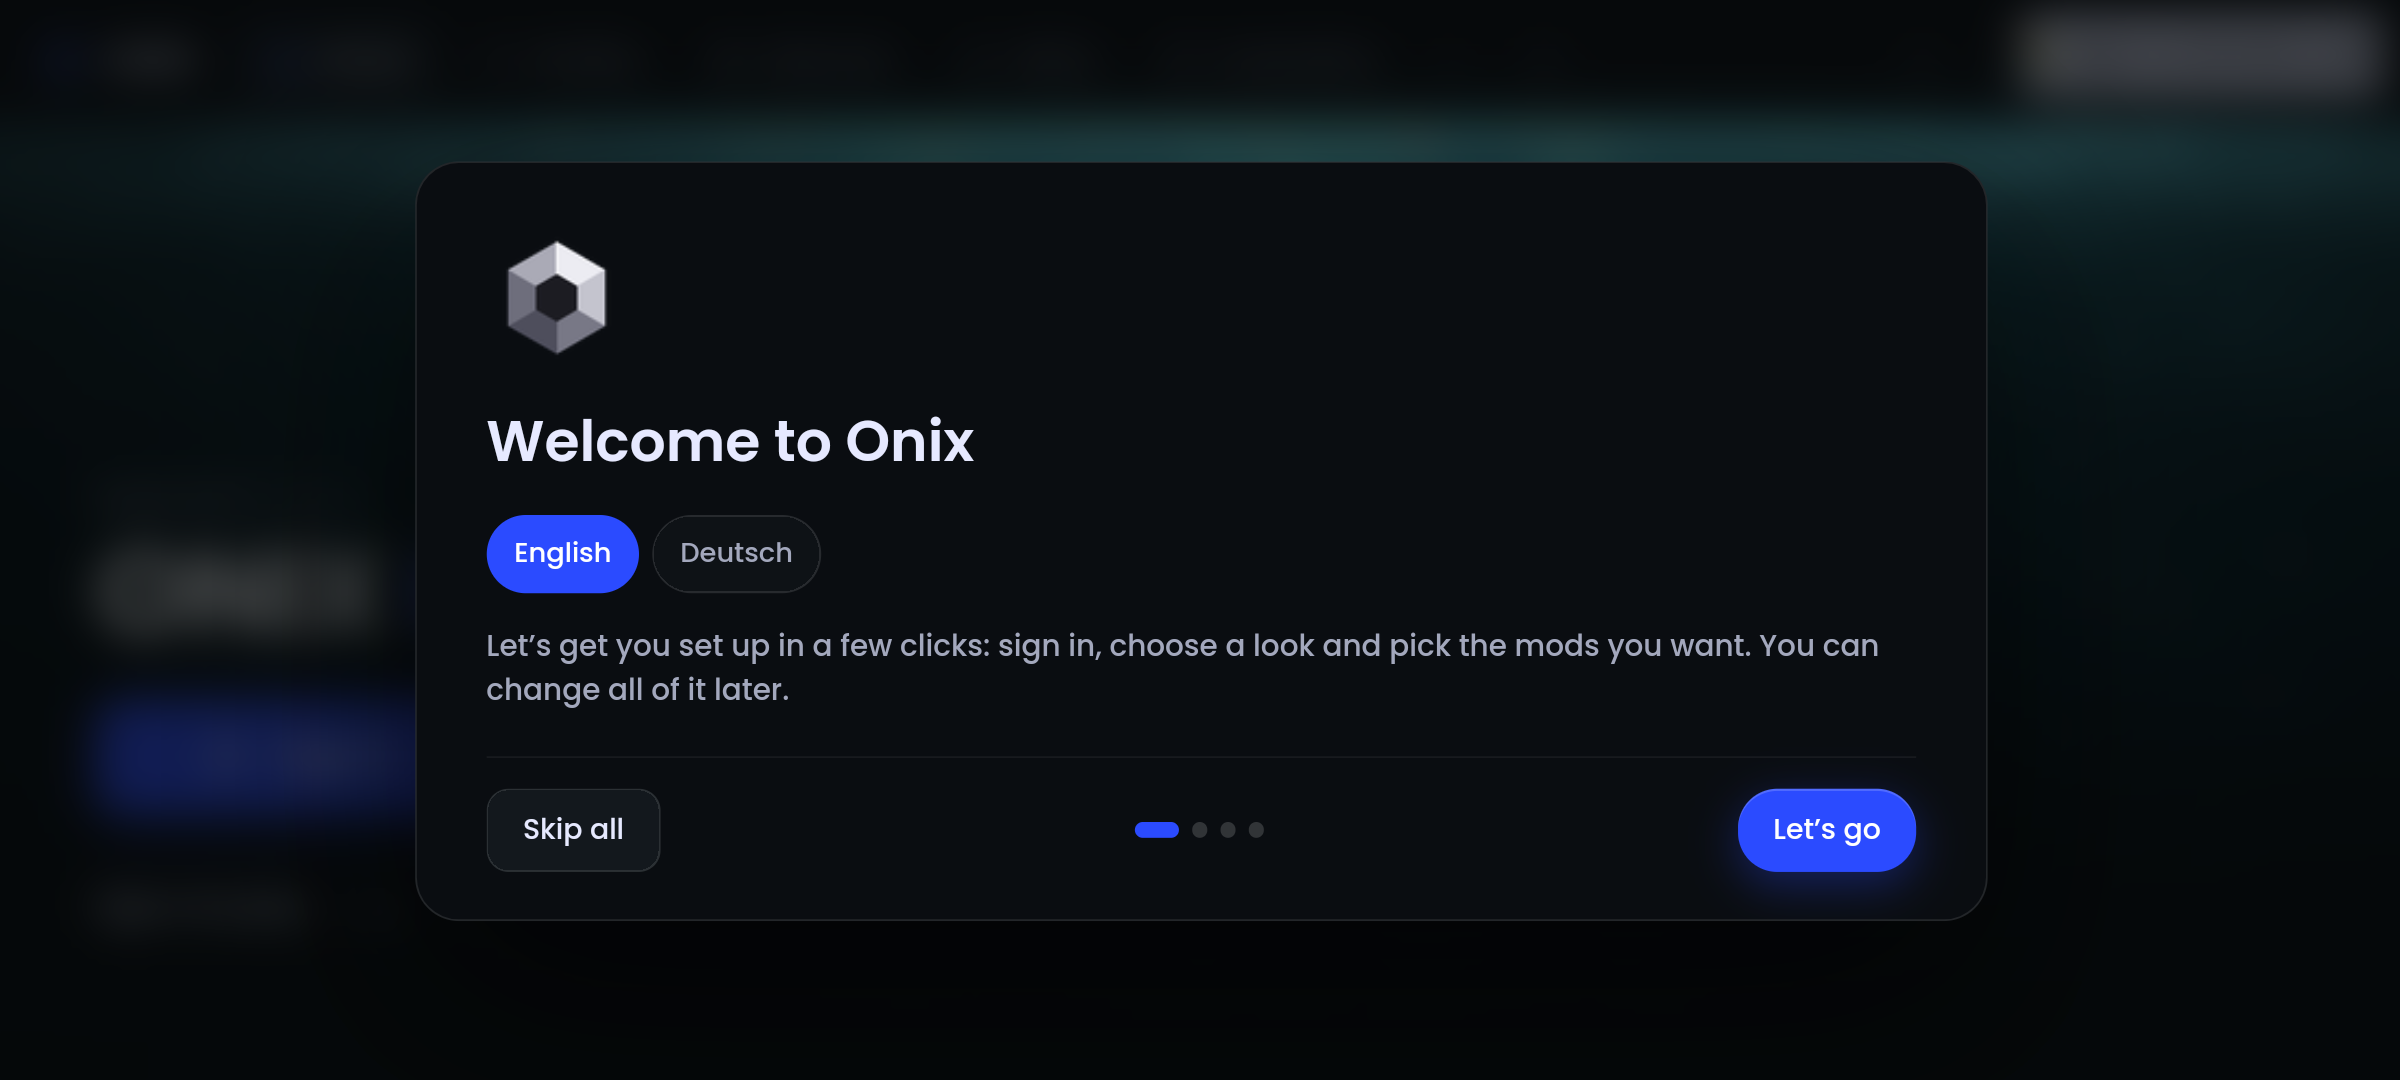 Welcome to Onix
English
Deutsch
Let’s get you set up in a few clicks: sign in, choose a look and pick the mods you want. You can
change all of it later.
Skip all
Let’s go